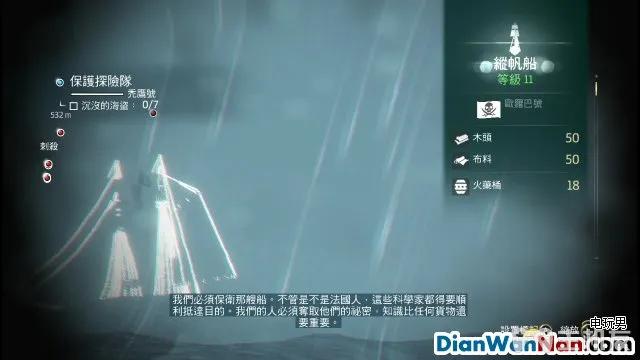 保護探險隊
禿鷹號
沉沒的海盜： 0/7
532 m
刺殺
縱帆船
等級 11
歐羅巴號
木頭 50
布料 50
火藥桶 18
我們必須保衛那艘船。不管是不是法國人，這些科學家都得要順
利抵達目的。我們的人必須奪取他們的秘密，知識比任何貨物還
要重要。
电玩男
DianWanNan.Com